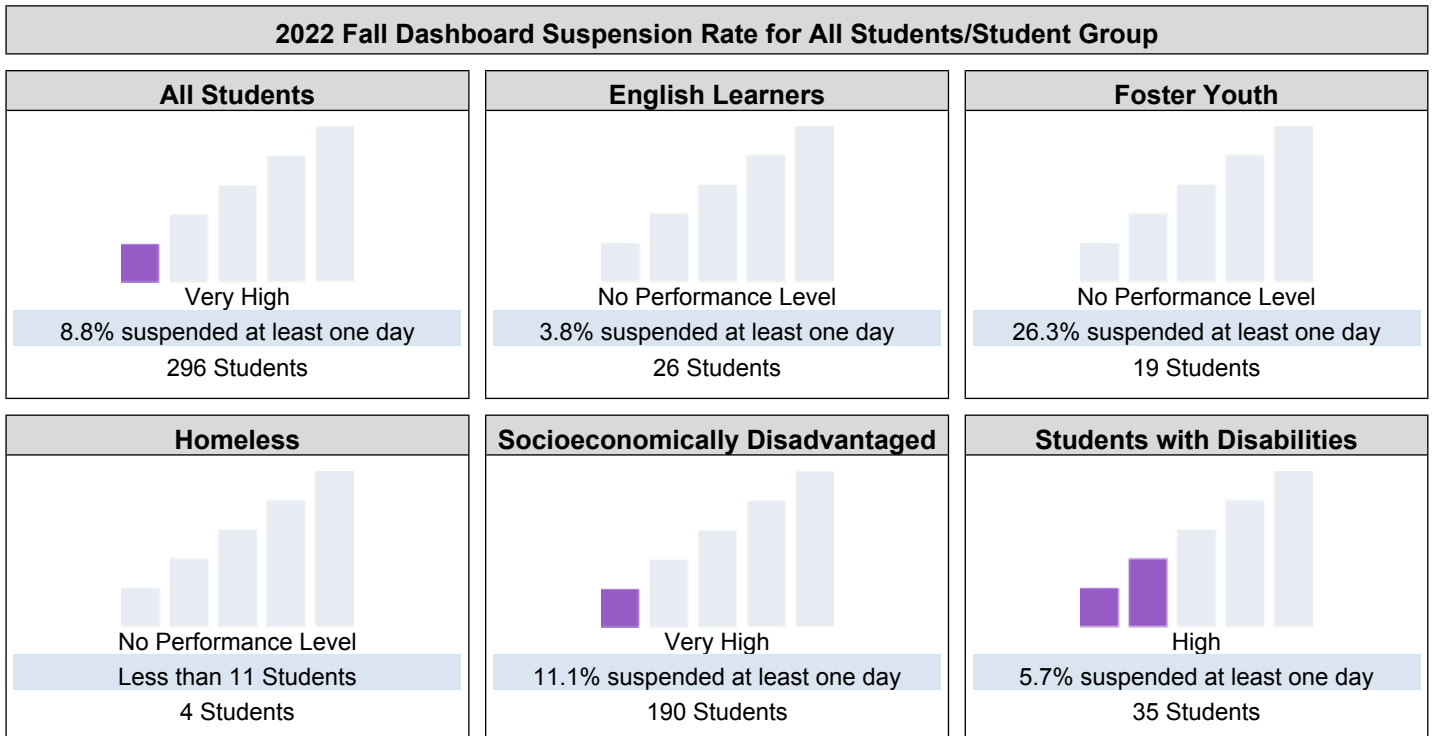 2022 Fall Dashboard Suspension Rate for All Students/Student Group
All Students
Very High
8.8% suspended at least one day
296 Students
English Learners
No Performance Level
3.8% suspended at least one day
26 Students
Foster Youth
No Performance Level
26.3% suspended at least one day
19 Students
Homeless
No Performance Level
Less than 11 Students
4 Students
Socioeconomically Disadvantaged
Very High
11.1% suspended at least one day
190 Students
Students with Disabilities
High
5.7% suspended at least one day
35 Students